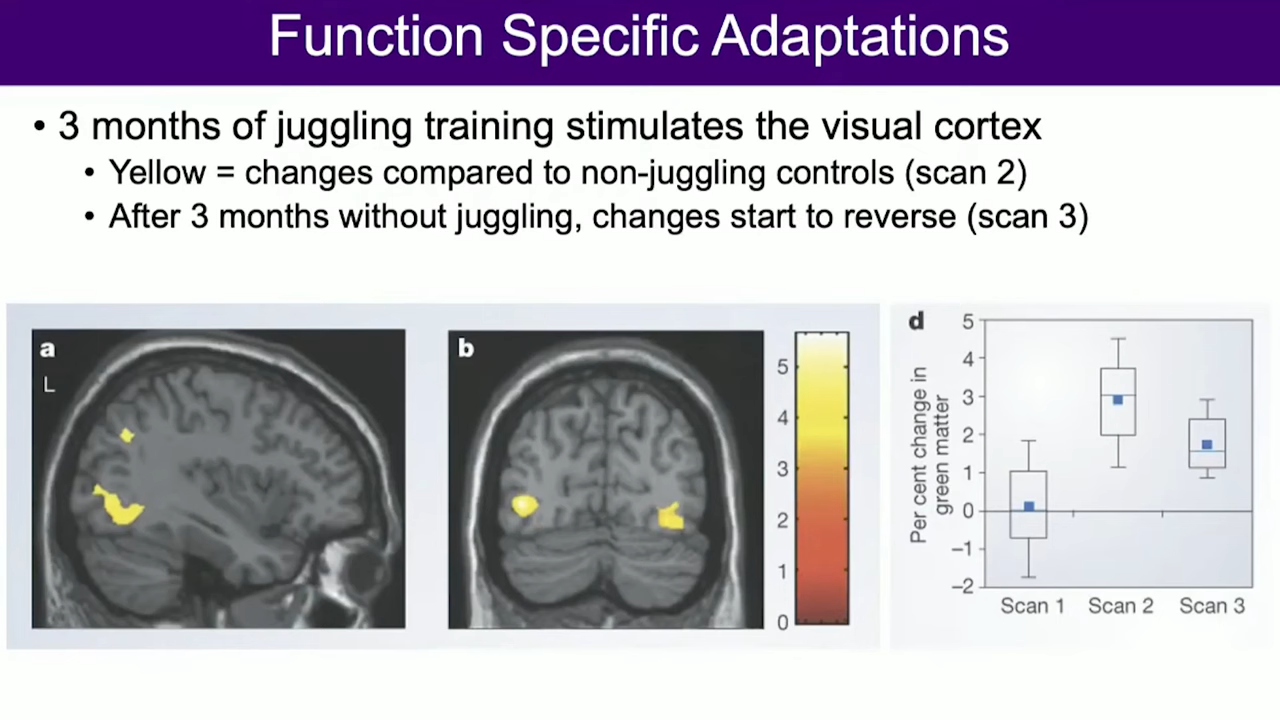 Function Specific Adaptations
• 3 months of juggling training stimulates the visual cortex
• Yellow = changes compared to non-juggling controls (scan 2)
• After 3 months without juggling, changes start to reverse (scan 3)
a
L
b
5
4
3
2
1
0
d
Per cent change in
green matter
5
4
3
2
1
0
–1
–2
Scan 1 Scan 2 Scan 3